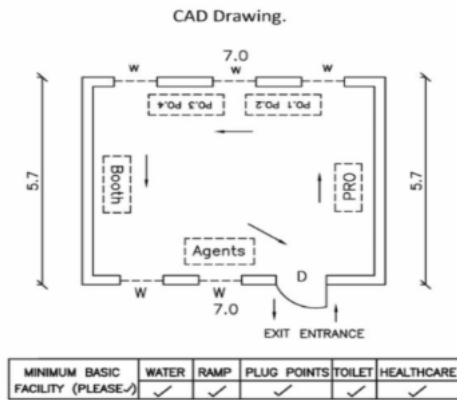 CAD Drawing.
7.0
W W W
PO.4 PO.3 PO.2 PO.1
5.7
Booth
PRO
5.7
Agents
D
W W
7.0
EXIT ENTRANCE
MINIMUM BASIC FACILITY (PLEASE✓) WATER RAMP PLUG POINTS TOILET HEALTHCARE
✓ ✓ ✓ ✓ ✓